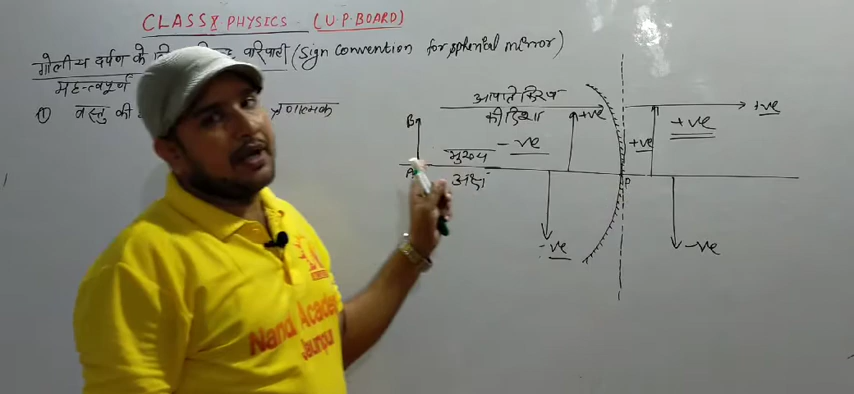 CLASS X PHYSICS - (U.P. BOARD)
गोलीय दर्पण के परिपाटी (Sign convention for spherical mirror)
महत्वपूर्ण
① वस्तु की ऋणात्मक
आपतित किरण
की दिशा
B
+ve
+ve
- ve
+ve
+ve
मुख्य
अक्ष
A
P
-ve
-ve
Nand Acade
Jaunpur